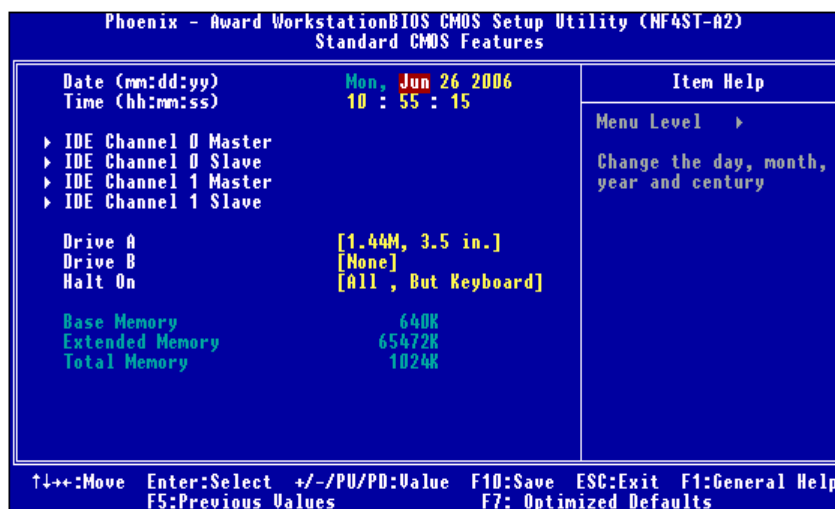 Phoenix - Award WorkstationBIOS CMOS Setup Utility (NF4ST-A2)
Standard CMOS Features
Date (mm:dd:yy) Mon, Jun 26 2006
Time (hh:mm:ss) 10 : 55 : 15
IDE Channel 0 Master
IDE Channel 0 Slave
IDE Channel 1 Master
IDE Channel 1 Slave
Drive A [1.44M, 3.5 in.]
Drive B [None]
Halt On [All , But Keyboard]
Base Memory 640K
Extended Memory 65472K
Total Memory 1024K
Item Help
Menu Level
Change the day, month,
year and century
↑↓→←:Move Enter:Select +/-/PU/PD:Value F10:Save ESC:Exit F1:General Help
F5:Previous Values F7: Optimized Defaults